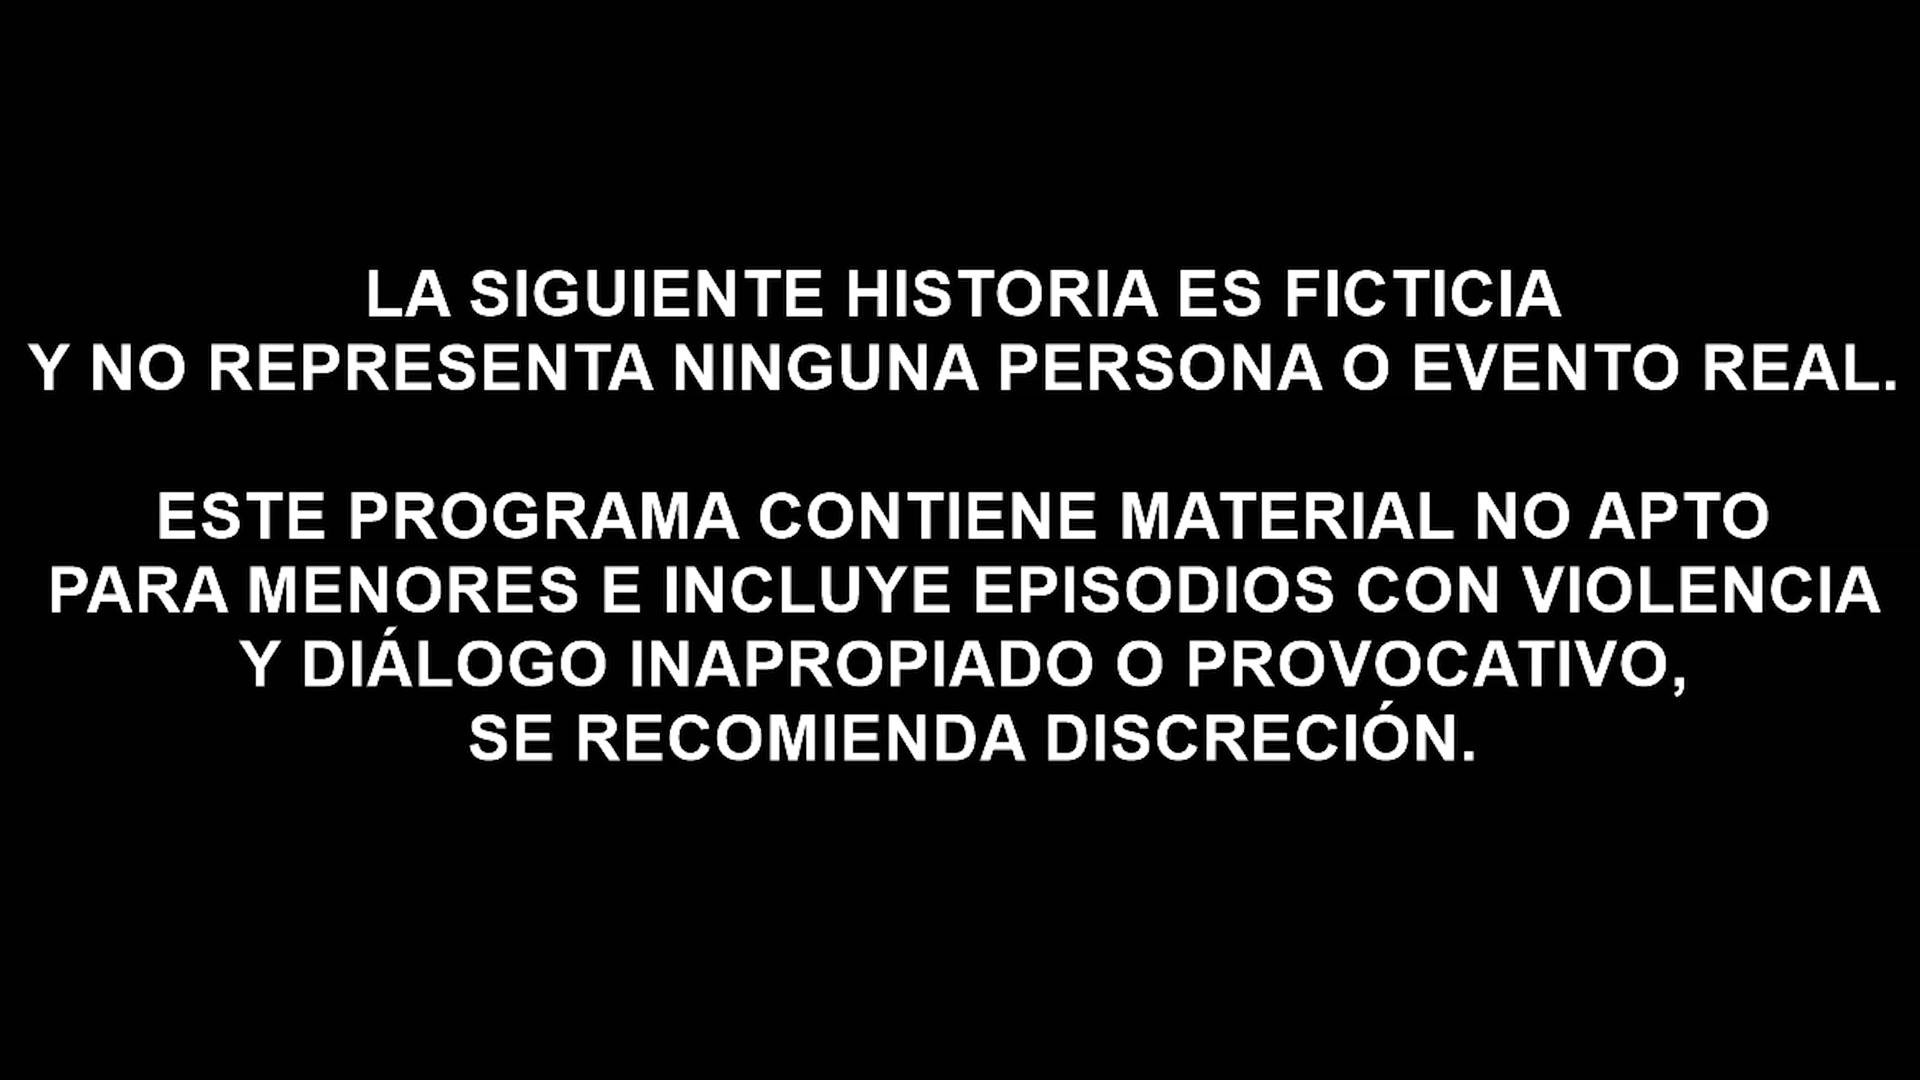 LA SIGUIENTE HISTORIA ES FICTICIA
Y NO REPRESENTA NINGUNA PERSONA O EVENTO REAL.
ESTE PROGRAMA CONTIENE MATERIAL NO APTO
PARA MENORES E INCLUYE EPISODIOS CON VIOLENCIA
Y DIÁLOGO INAPROPIADO O PROVOCATIVO,
SE RECOMIENDA DISCRECIÓN.